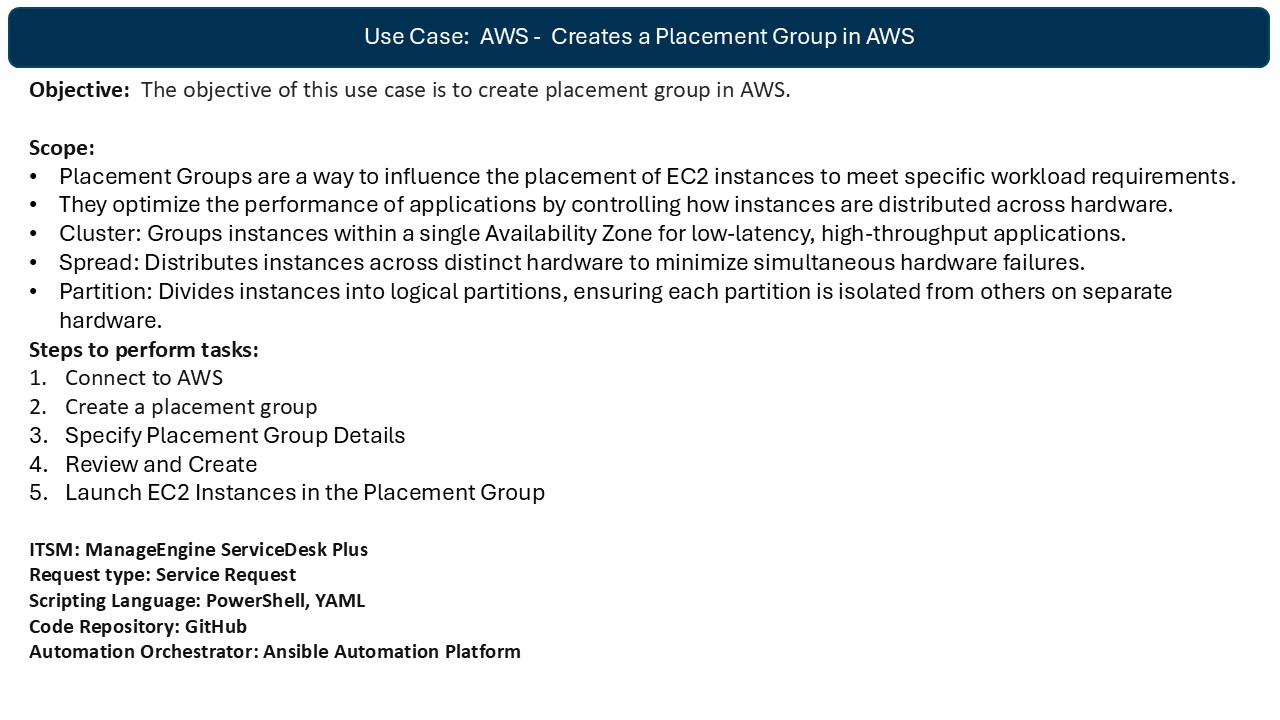 Use Case:  AWS -  Creates a Placement Group in AWS
Objective:  The objective of this use case is to create placement group in AWS.
Scope:
• Placement Groups are a way to influence the placement of EC2 instances to meet specific workload requirements.
• They optimize the performance of applications by controlling how instances are distributed across hardware.
• Cluster: Groups instances within a single Availability Zone for low-latency, high-throughput applications.
• Spread: Distributes instances across distinct hardware to minimize simultaneous hardware failures.
• Partition: Divides instances into logical partitions, ensuring each partition is isolated from others on separate
hardware.
Steps to perform tasks:
1. Connect to AWS
2. Create a placement group
3. Specify Placement Group Details
4. Review and Create
5. Launch EC2 Instances in the Placement Group
ITSM: ManageEngine ServiceDesk Plus
Request type: Service Request
Scripting Language: PowerShell, YAML
Code Repository: GitHub
Automation Orchestrator: Ansible Automation Platform